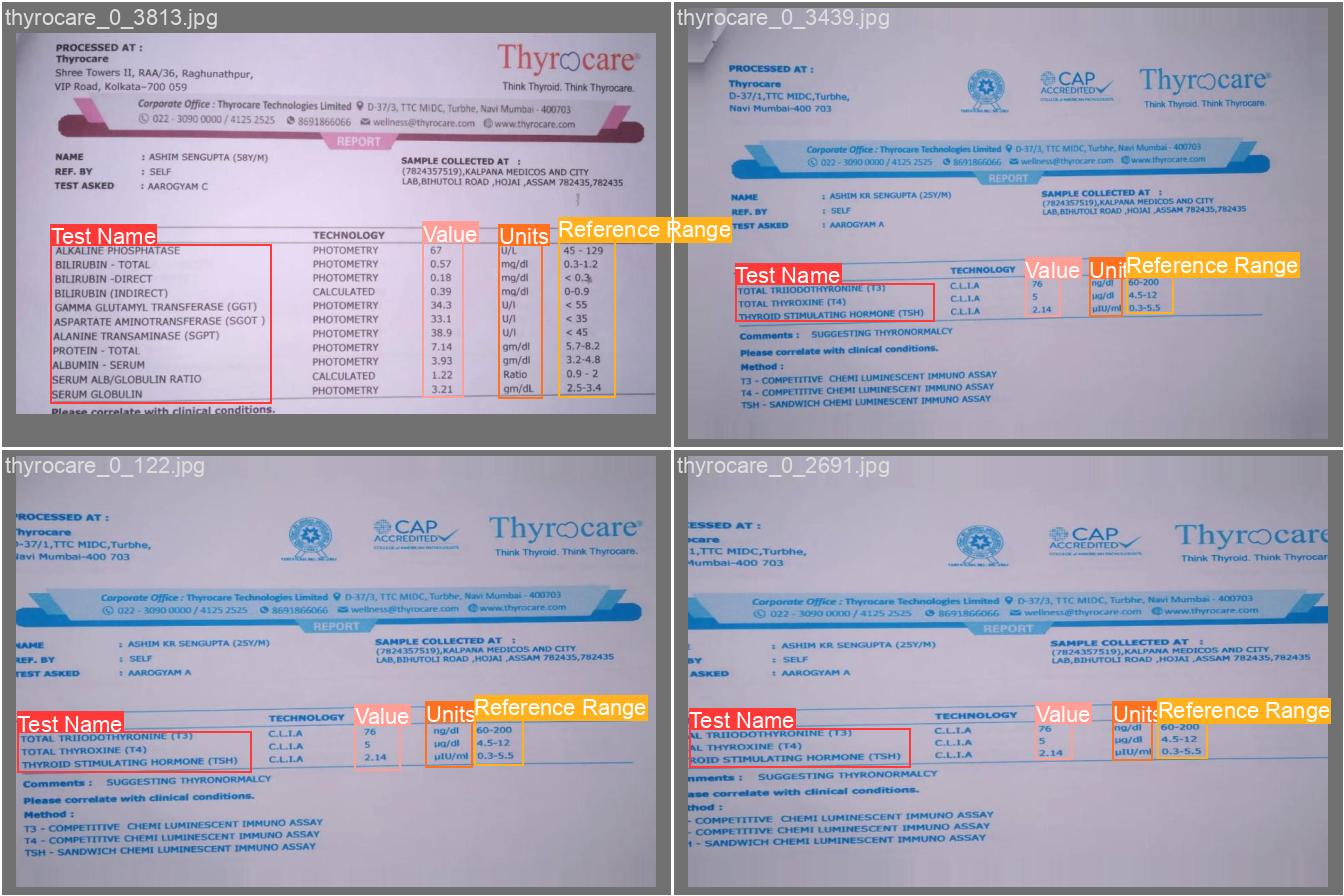 thyrocare_0_3813.jpg
PROCESSED AT :
Thyrocare
Shree Towers II, RAA/36, Raghunathpur,
VIP Road, Kolkata-700 059
Thyrocare®
Think Thyroid. Think Thyrocare.
Corporate Office : Thyrocare Technologies Limited D-37/3, TTC MIDC, Turbhe, Navi Mumbai - 400703
022 - 3090 0000 / 4125 2525 8691866066 wellness@thyrocare.com www.thyrocare.com
REPORT
NAME : ASHIM SENGUPTA (58Y/M)
REF. BY : SELF
TEST ASKED : AAROGYAM C
SAMPLE COLLECTED AT :
(7824357519),KALPANA MEDICOS AND CITY
LAB,BIHUTOLI ROAD ,HOJAI ,ASSAM 782435,782435
Test Name TECHNOLOGY Value Units Reference Range
ALKALINE PHOSPHATASE PHOTOMETRY 67 U/L 45 - 129
BILIRUBIN - TOTAL PHOTOMETRY 0.57 mg/dl 0.3-1.2
BILIRUBIN -DIRECT PHOTOMETRY 0.18 mg/dl < 0.3
BILIRUBIN (INDIRECT) CALCULATED 0.39 mg/dl 0-0.9
GAMMA GLUTAMYL TRANSFERASE (GGT) PHOTOMETRY 34.3 U/l < 55
ASPARTATE AMINOTRANSFERASE (SGOT ) PHOTOMETRY 33.1 U/l < 35
ALANINE TRANSAMINASE (SGPT) PHOTOMETRY 38.9 U/l < 45
PROTEIN - TOTAL PHOTOMETRY 7.14 gm/dl 5.7-8.2
ALBUMIN - SERUM PHOTOMETRY 3.93 gm/dl 3.2-4.8
SERUM ALB/GLOBULIN RATIO CALCULATED 1.22 Ratio 0.9 - 2
SERUM GLOBULIN PHOTOMETRY 3.21 gm/dL 2.5-3.4
Please correlate with clinical conditions.
thyrocare_0_3439.jpg
PROCESSED AT :
Thyrocare
D-37/1,TTC MIDC,Turbhe,
Navi Mumbai-400 703
CAP
ACCREDITED
COLLEGE of AMERICAN PATHOLOGISTS
Thyrocare®
Think Thyroid. Think Thyrocare.
Corporate Office : Thyrocare Technologies Limited D-37/3, TTC MIDC, Turbhe, Navi Mumbai - 400703
022 - 3090 0000 / 4125 2525 8691866066 wellness@thyrocare.com www.thyrocare.com
REPORT
NAME : ASHIM KR SENGUPTA (25Y/M)
REF. BY : SELF
TEST ASKED : AAROGYAM A
SAMPLE COLLECTED AT :
(7824357519),KALPANA MEDICOS AND CITY
LAB,BIHUTOLI ROAD ,HOJAI ,ASSAM 782435,782435
Test Name TECHNOLOGY Value Unit Reference Range
TOTAL TRIIODOTHYRONINE (T3) C.L.I.A 76 ng/dl 60-200
TOTAL THYROXINE (T4) C.L.I.A 5 µg/dl 4.5-12
THYROID STIMULATING HORMONE (TSH) C.L.I.A 2.14 µIU/ml 0.3-5.5
Comments : SUGGESTING THYRONORMALCY
Please correlate with clinical conditions.
Method :
T3 - COMPETITIVE CHEMI LUMINESCENT IMMUNO ASSAY
T4 - COMPETITIVE CHEMI LUMINESCENT IMMUNO ASSAY
TSH - SANDWICH CHEMI LUMINESCENT IMMUNO ASSAY
thyrocare_0_122.jpg
ROCESSED AT :
hyrocare
D-37/1,TTC MIDC,Turbhe,
Navi Mumbai-400 703
CAP
ACCREDITED
COLLEGE of AMERICAN PATHOLOGISTS
Thyrocare®
Think Thyroid. Think Thyrocare.
Corporate Office : Thyrocare Technologies Limited D-37/3, TTC MIDC, Turbhe, Navi Mumbai - 400703
022 - 3090 0000 / 4125 2525 8691866066 wellness@thyrocare.com www.thyrocare.com
REPORT
NAME : ASHIM KR SENGUPTA (25Y/M)
REF. BY : SELF
TEST ASKED : AAROGYAM A
SAMPLE COLLECTED AT :
(7824357519),KALPANA MEDICOS AND CITY
LAB,BIHUTOLI ROAD ,HOJAI ,ASSAM 782435,782435
Test Name TECHNOLOGY Value Units Reference Range
TOTAL TRIIODOTHYRONINE (T3) C.L.I.A 76 ng/dl 60-200
TOTAL THYROXINE (T4) C.L.I.A 5 µg/dl 4.5-12
THYROID STIMULATING HORMONE (TSH) C.L.I.A 2.14 µIU/ml 0.3-5.5
Comments : SUGGESTING THYRONORMALCY
Please correlate with clinical conditions.
Method :
T3 - COMPETITIVE CHEMI LUMINESCENT IMMUNO ASSAY
T4 - COMPETITIVE CHEMI LUMINESCENT IMMUNO ASSAY
TSH - SANDWICH CHEMI LUMINESCENT IMMUNO ASSAY
thyrocare_0_2691.jpg
ESSED AT :
care
1,TTC MIDC,Turbhe,
Mumbai-400 703
CAP
ACCREDITED
COLLEGE of AMERICAN PATHOLOGISTS
Thyrocare
Think Thyroid. Think Thyrocare.
Corporate Office : Thyrocare Technologies Limited D-37/3, TTC MIDC, Turbhe, Navi Mumbai - 400703
022 - 3090 0000 / 4125 2525 8691866066 wellness@thyrocare.com www.thyrocare.com
REPORT
: ASHIM KR SENGUPTA (25Y/M)
BY : SELF
ASKED : AAROGYAM A
SAMPLE COLLECTED AT :
(7824357519),KALPANA MEDICOS AND CITY
LAB,BIHUTOLI ROAD ,HOJAI ,ASSAM 782435,782435
Test Name TECHNOLOGY Value Units Reference Range
AL TRIIODOTHYRONINE (T3) C.L.I.A 76 ng/dl 60-200
AL THYROXINE (T4) C.L.I.A 5 µg/dl 4.5-12
ROID STIMULATING HORMONE (TSH) C.L.I.A 2.14 µIU/ml 0.3-5.5
mments : SUGGESTING THYRONORMALCY
ase correlate with clinical conditions.
thod :
- COMPETITIVE CHEMI LUMINESCENT IMMUNO ASSAY
- COMPETITIVE CHEMI LUMINESCENT IMMUNO ASSAY
- SANDWICH CHEMI LUMINESCENT IMMUNO ASSAY